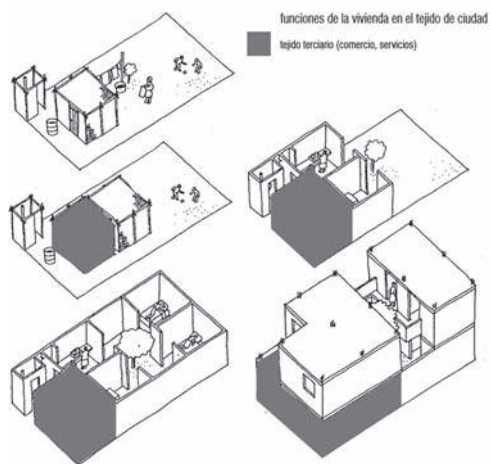 funciones de la vivienda en el tejido de ciudad
tejido terciario (comercio, servicios)